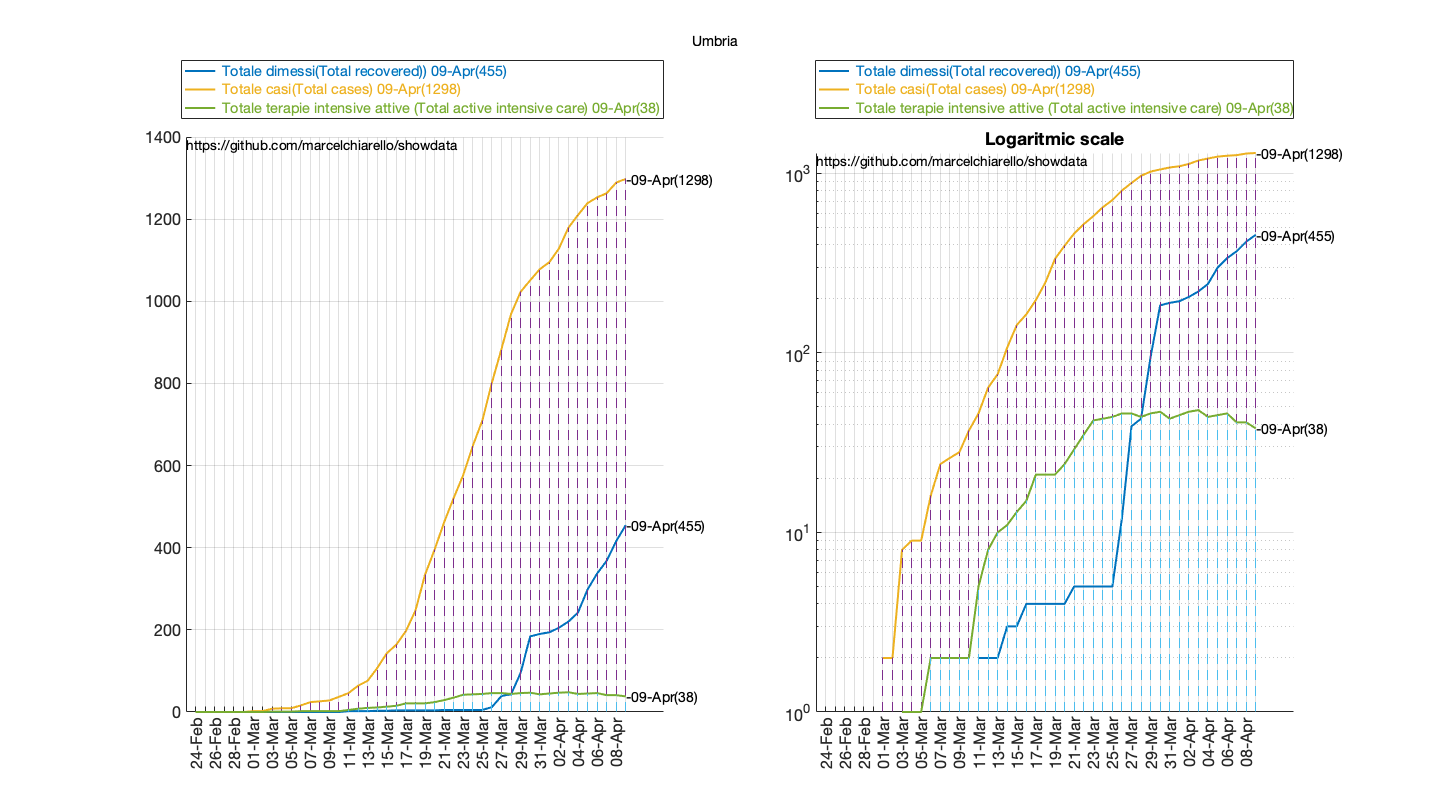 Umbria
Totale dimessi(Total recovered)) 09-Apr(455)
Totale casi(Total cases) 09-Apr(1298)
Totale terapie intensive attive (Total active intensive care) 09-Apr(38)
https://github.com/marcelchiarello/showdata
1400
1200
1000
800
600
400
200
0
-09-Apr(1298)
-09-Apr(455)
-09-Apr(38)
24-Feb
26-Feb
28-Feb
01-Mar
03-Mar
05-Mar
07-Mar
09-Mar
11-Mar
13-Mar
15-Mar
17-Mar
19-Mar
21-Mar
23-Mar
25-Mar
27-Mar
29-Mar
31-Mar
02-Apr
04-Apr
06-Apr
08-Apr
Totale dimessi(Total recovered)) 09-Apr(455)
Totale casi(Total cases) 09-Apr(1298)
Totale terapie intensive attive (Total active intensive care) 09-Apr(38)
Logaritmic scale
https://github.com/marcelchiarello/showdata
10^3
10^2
10^1
10^0
-09-Apr(1298)
-09-Apr(455)
-09-Apr(38)
24-Feb
26-Feb
28-Feb
01-Mar
03-Mar
05-Mar
07-Mar
09-Mar
11-Mar
13-Mar
15-Mar
17-Mar
19-Mar
21-Mar
23-Mar
25-Mar
27-Mar
29-Mar
31-Mar
02-Apr
04-Apr
06-Apr
08-Apr